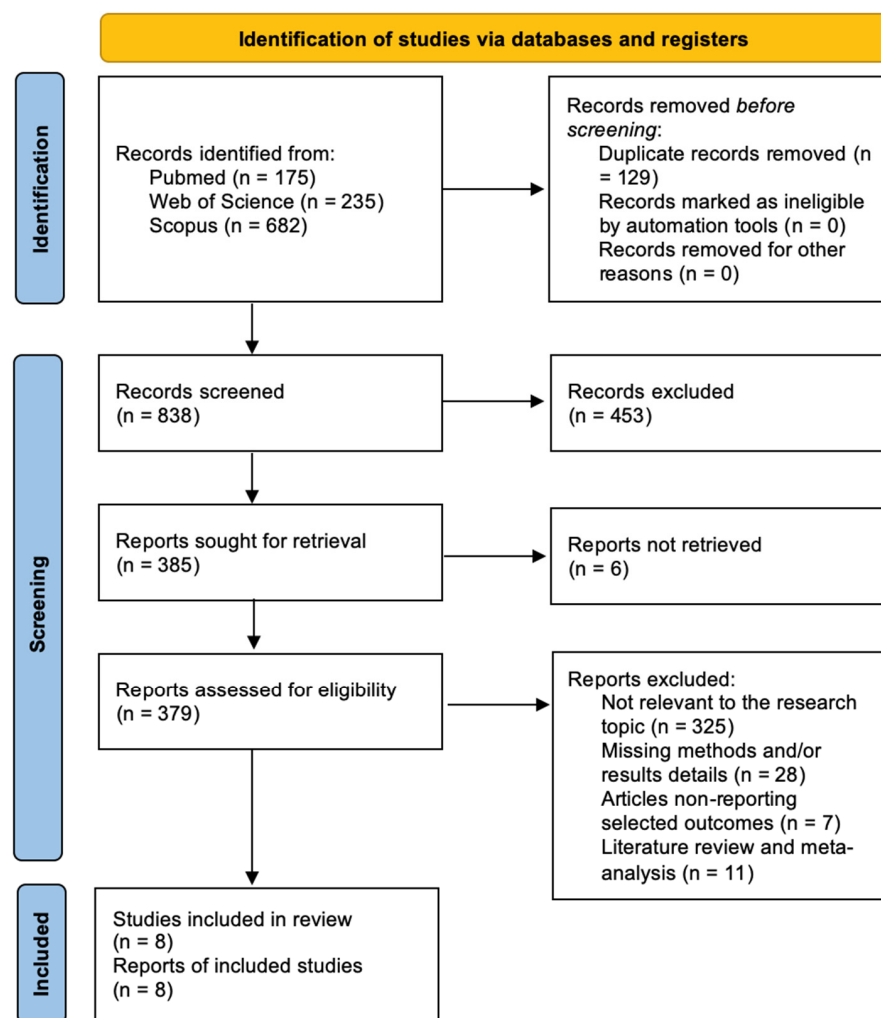 Identification of studies via databases and registers
Identification
Records identified from:
Pubmed (n = 175)
Web of Science (n = 235)
Scopus (n = 682)
Records removed before
screening:
Duplicate records removed (n
= 129)
Records marked as ineligible
by automation tools (n = 0)
Records removed for other
reasons (n = 0)
Screening
Records screened
(n = 838)
Records excluded
(n = 453)
Reports sought for retrieval
(n = 385)
Reports not retrieved
(n = 6)
Reports assessed for eligibility
(n = 379)
Reports excluded:
Not relevant to the research
topic (n = 325)
Missing methods and/or
results details (n = 28)
Articles non-reporting
selected outcomes (n = 7)
Literature review and meta-
analysis (n = 11)
Included
Studies included in review
(n = 8)
Reports of included studies
(n = 8)